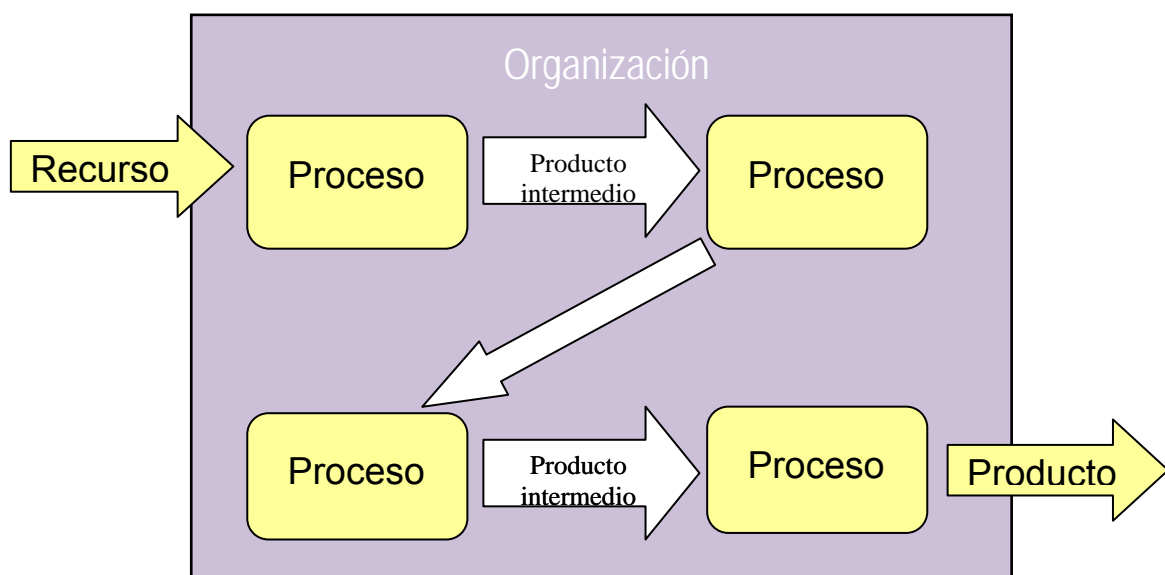 Organización
Recurso
Proceso
Producto
intermedio
Proceso
Proceso
Producto
intermedio
Proceso
Producto